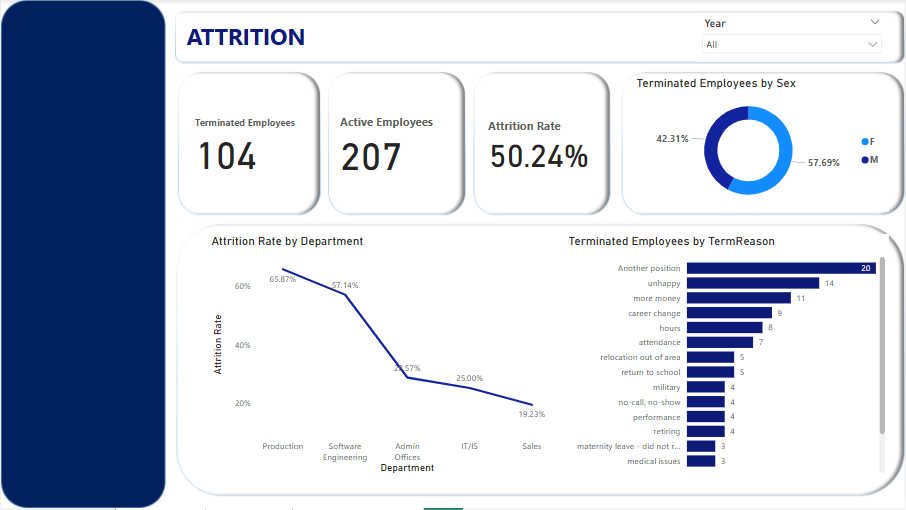 ATTRITION
Year
All
Terminated Employees
104
Active Employees
207
Attrition Rate
50.24%
Terminated Employees by Sex
42.31%
57.69%
F
M
Attrition Rate by Department
Attrition Rate
60%
40%
20%
65.87%
57.14%
25.00%
19.23%
Production
Software
Engineering
Admin
Offices
IT/IS
Sales
Department
Terminated Employees by TermReason
Another position 20
unhappy 14
more money 11
career change 9
hours 8
attendance 7
relocation out of area 5
return to school 5
military 4
no-call, no-show 4
performance 4
retiring 4
maternity leave - did not r... 3
medical issues 3